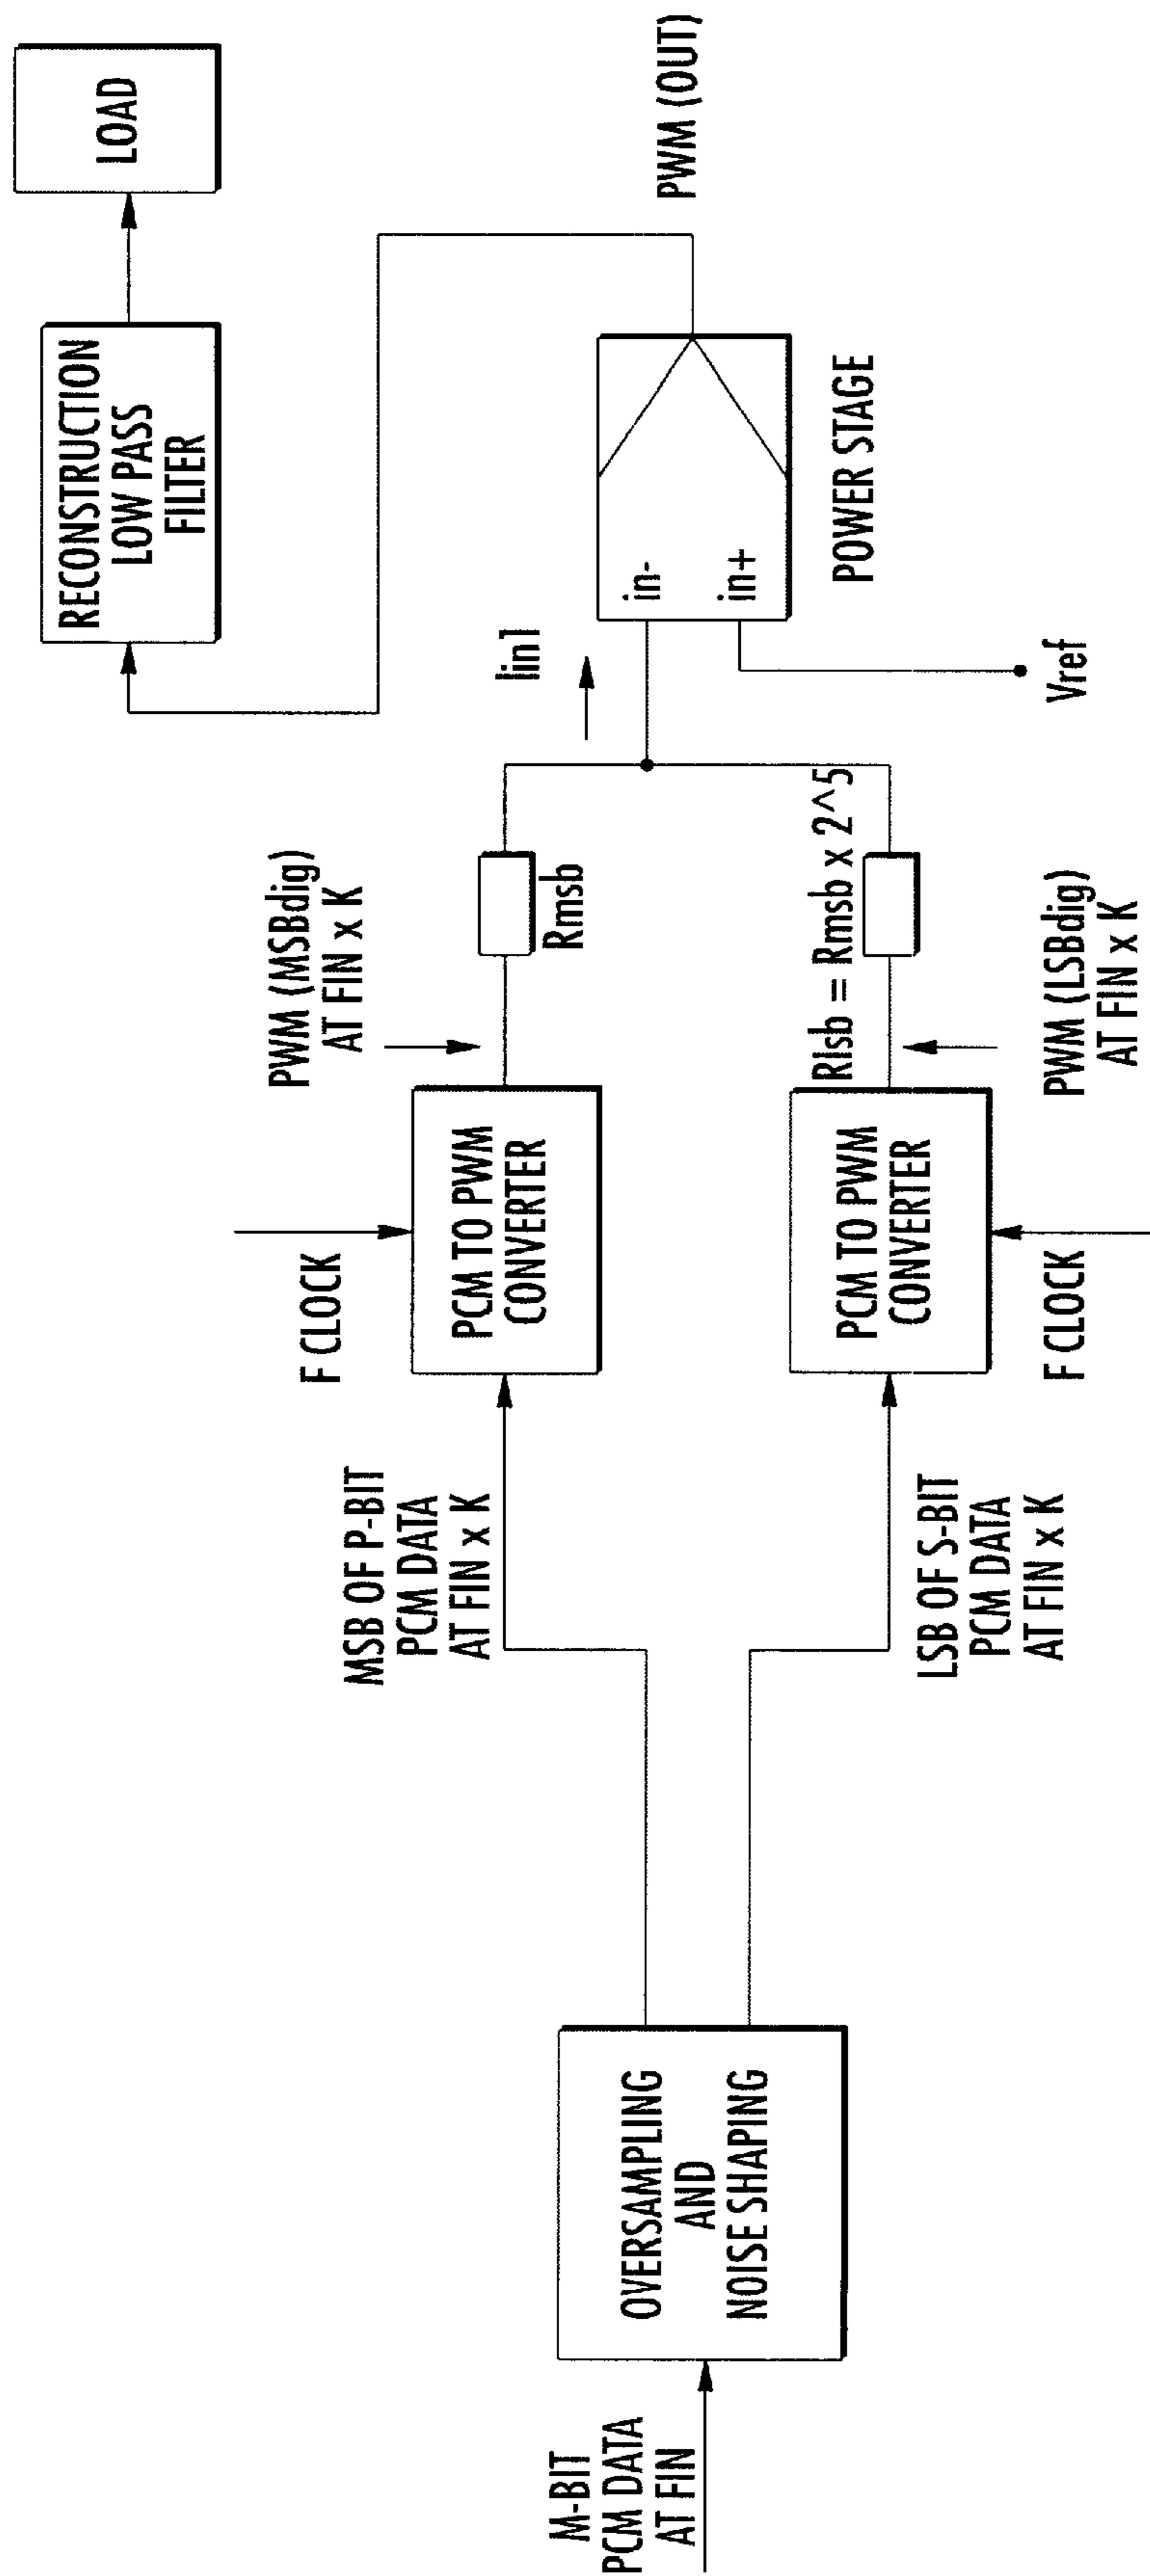 M-BIT
PCM DATA
AT FIN
OVERSAMPLING
AND
NOISE SHAPING
MSB OF P-BIT
PCM DATA
AT FIN x K
LSB OF S-BIT
PCM DATA
AT FIN x K
F CLOCK
PCM TO PWM
CONVERTER
PCM TO PWM
CONVERTER
F CLOCK
PWM (MSBdig)
AT FIN x K
Rmsb
Rlsb = Rmsb x 2^5
PWM (LSBdig)
AT FIN x K
Iin1
in-
in+
Vref
POWER STAGE
PWM (OUT)
RECONSTRUCTION
LOW PASS
FILTER
LOAD